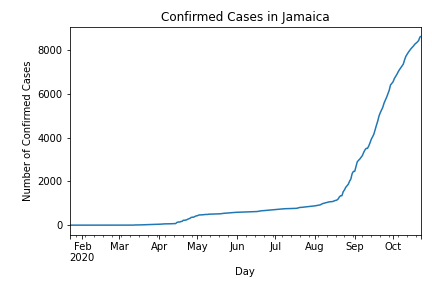 Confirmed Cases in Jamaica
Number of Confirmed Cases
8000
6000
4000
2000
0
Feb Mar Apr May Jun Jul Aug Sep Oct
2020
Day